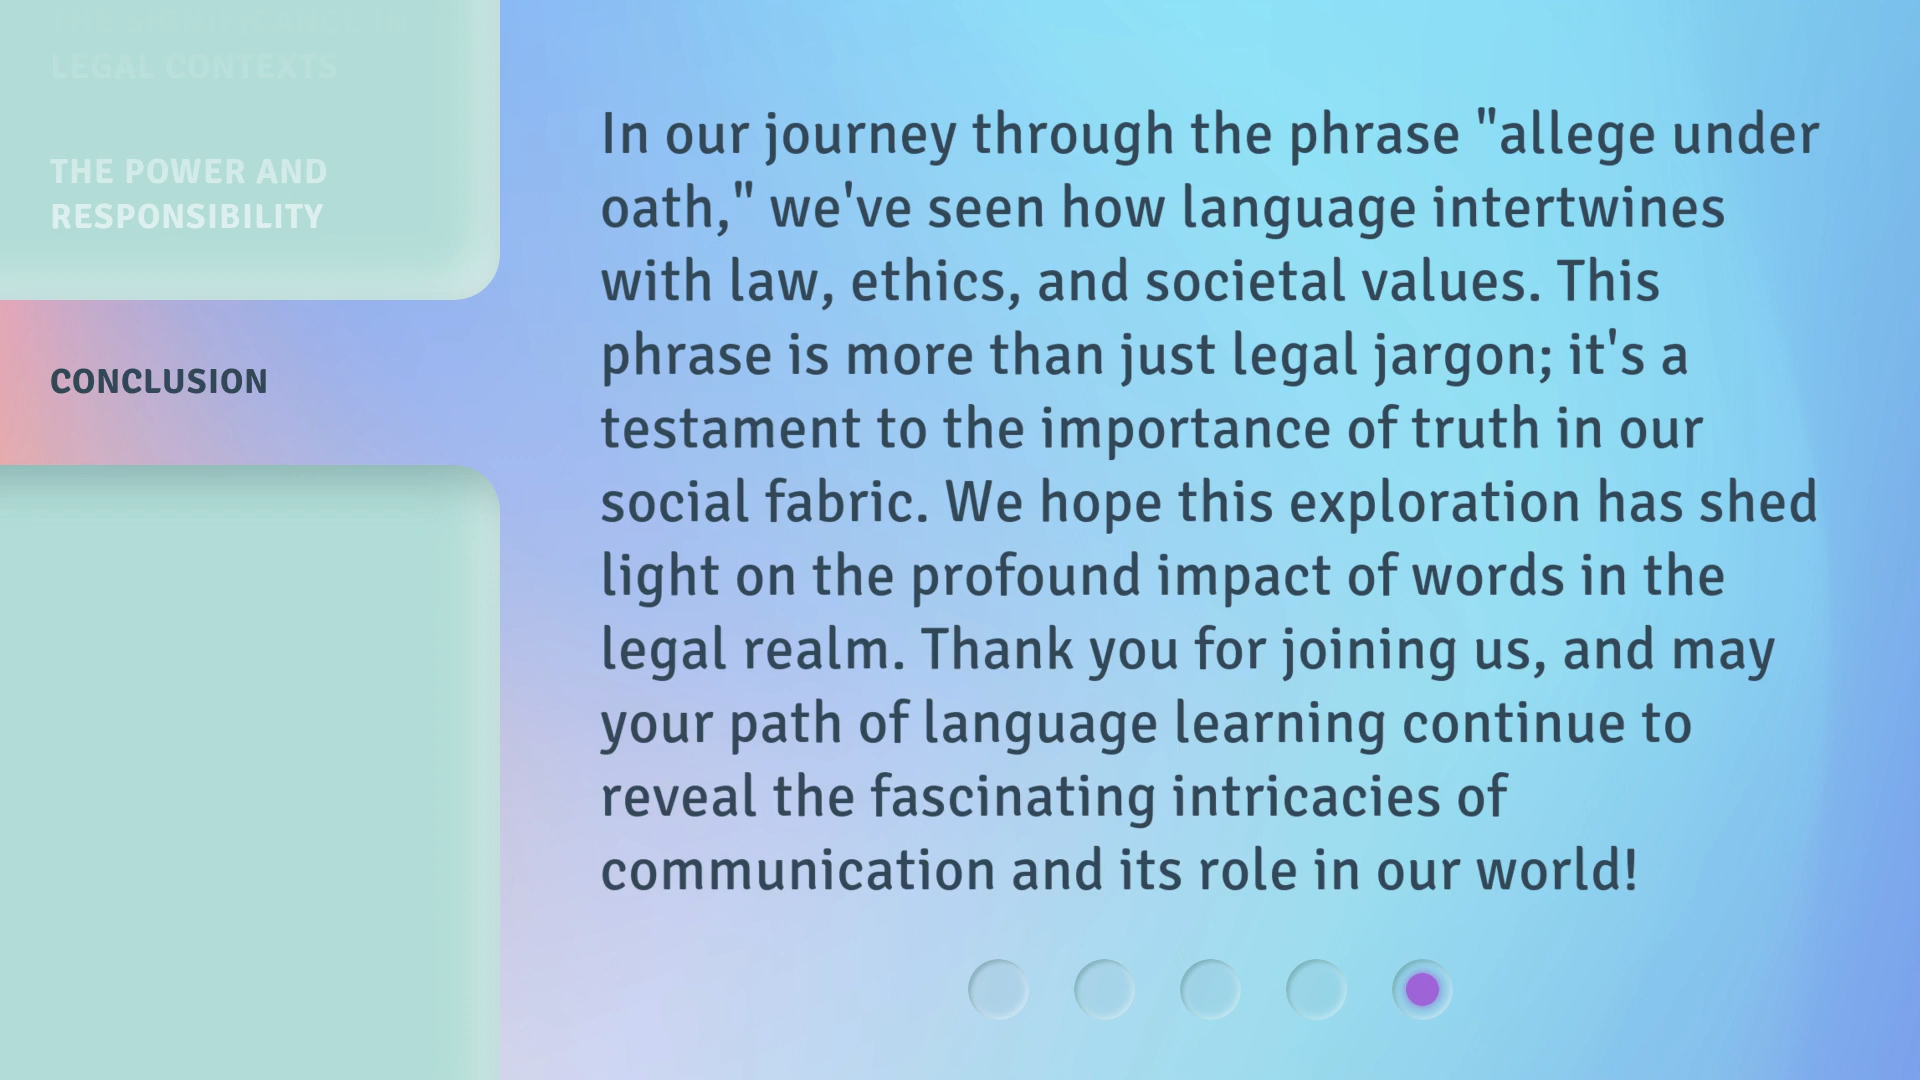 LEGAL CONTEXTS
THE POWER AND
RESPONSIBILITY
CONCLUSION
In our journey through the phrase "allege under
oath," we've seen how language intertwines
with law, ethics, and societal values. This
phrase is more than just legal jargon; it's a
testament to the importance of truth in our
social fabric. We hope this exploration has shed
light on the profound impact of words in the
legal realm. Thank you for joining us, and may
your path of language learning continue to
reveal the fascinating intricacies of
communication and its role in our world!